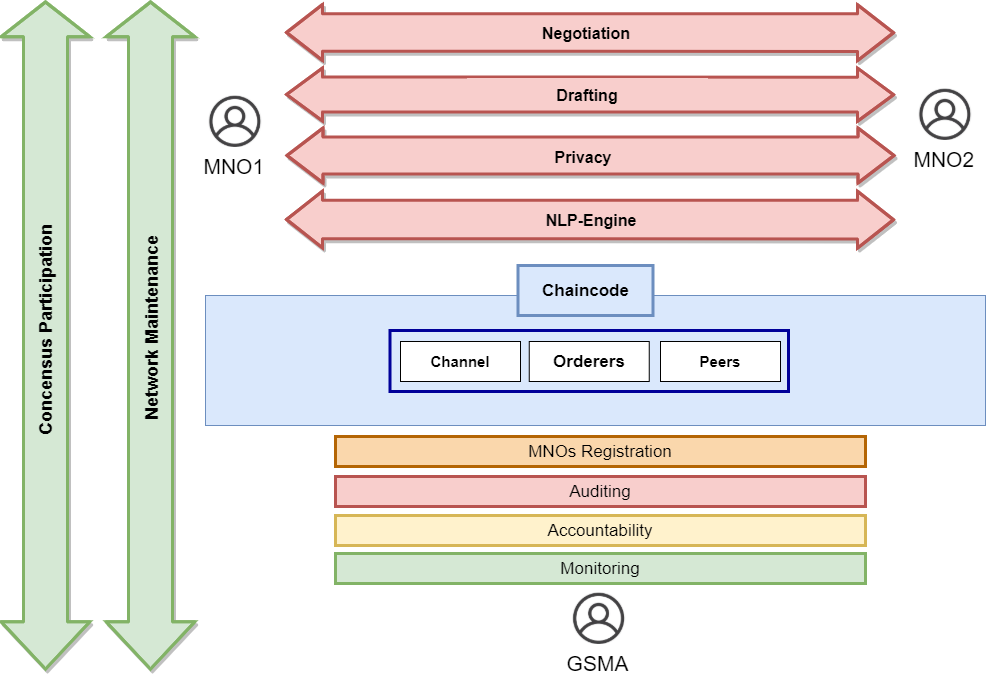 Concensus Participation
Network Maintenance
Negotiation
Drafting
Privacy
NLP-Engine
MNO1
MNO2
Chaincode
Channel
Orderers
Peers
MNOs Registration
Auditing
Accountability
Monitoring
GSMA